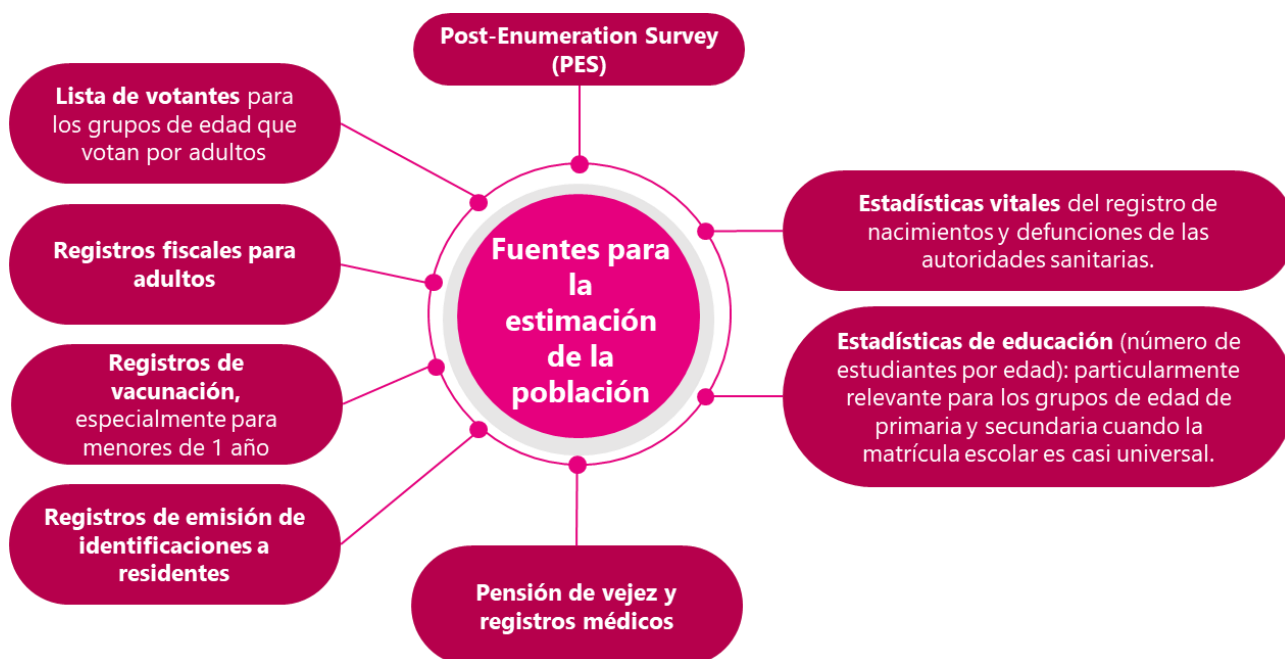 Post-Enumeration Survey
(PES)
Lista de votantes para
los grupos de edad que
votan por adultos
Registros fiscales para
adultos
Registros de
vacunación,
especialmente para
menores de 1 año
Registros de emisión de
identificaciones a
residentes
Fuentes para
la
estimación
de la
población
Estadísticas vitales del registro de
nacimientos y defunciones de las
autoridades sanitarias.
Estadísticas de educación (número de
estudiantes por edad): particularmente
relevante para los grupos de edad de
primaria y secundaria cuando la
matrícula escolar es casi universal.
Pensión de vejez y
registros médicos